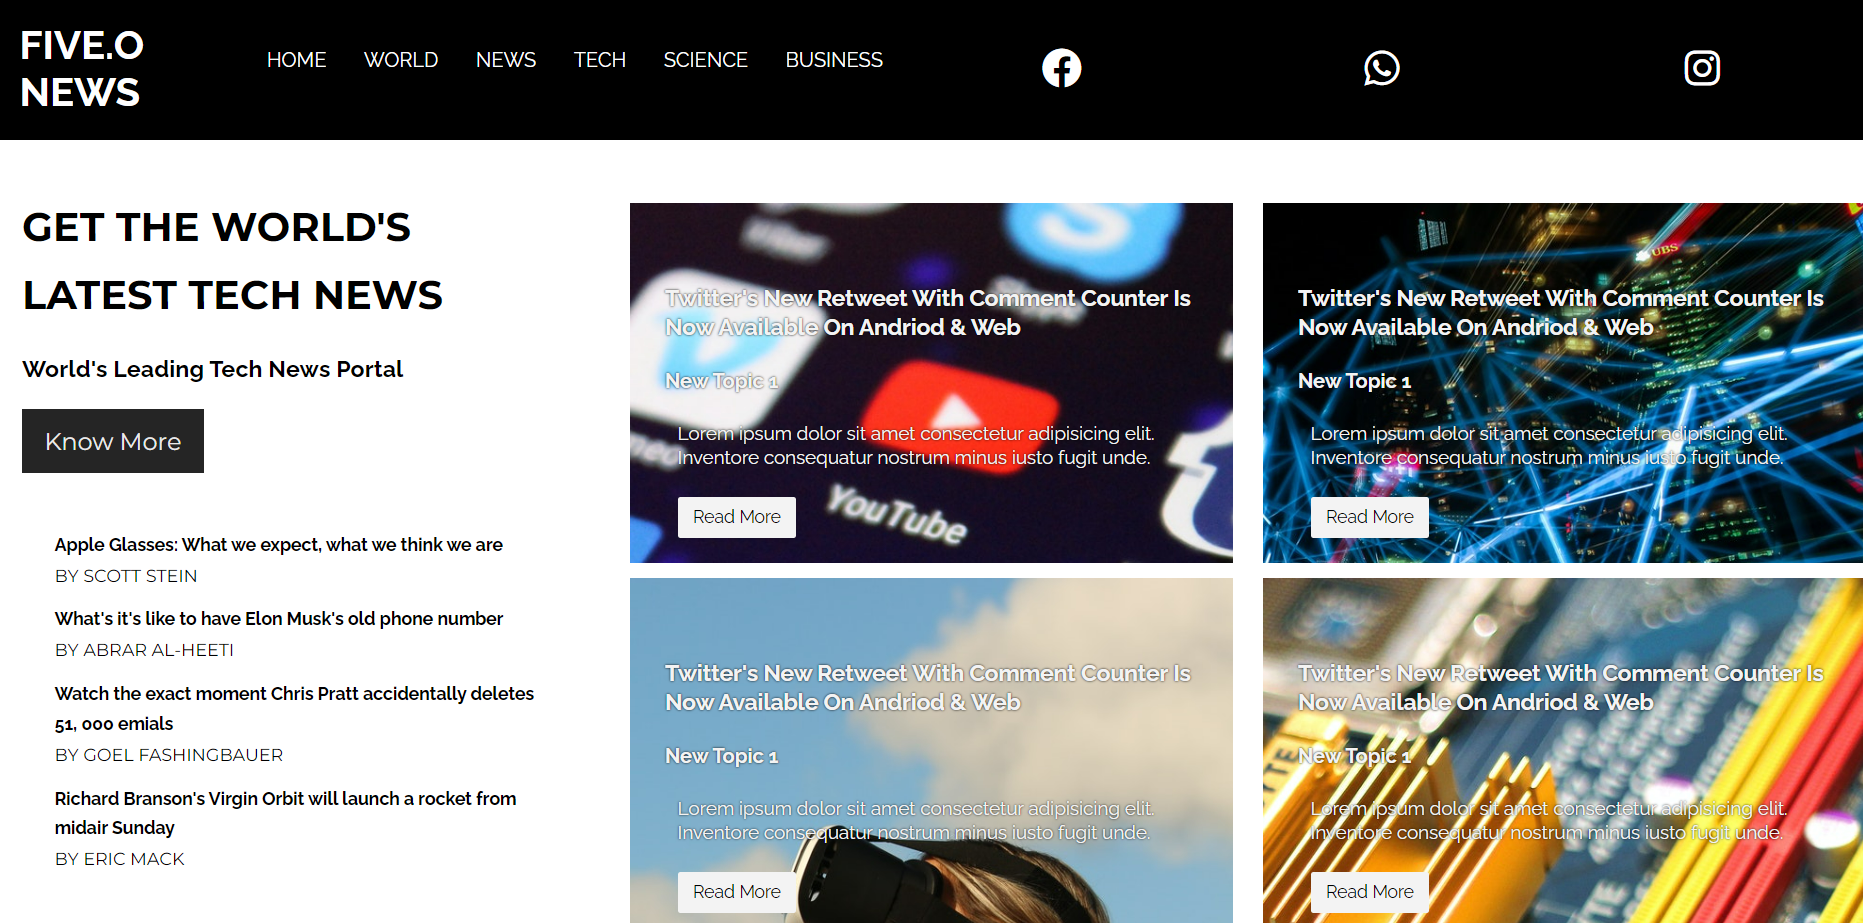 FIVE.O
NEWS
HOME
WORLD
NEWS
TECH
SCIENCE
BUSINESS
GET THE WORLD'S
LATEST TECH NEWS
World's Leading Tech News Portal
Know More
Apple Glasses: What we expect, what we think we are
BY SCOTT STEIN
What's it's like to have Elon Musk's old phone number
BY ABRAR AL-HEETI
Watch the exact moment Chris Pratt accidentally deletes
51, 000 emials
BY GOEL FASHINGBAUER
Richard Branson's Virgin Orbit will launch a rocket from
midair Sunday
BY ERIC MACK
Viber
Twitter's New Retweet With Comment Counter Is
Now Available On Andriod & Web
New Topic 1
Lorem ipsum dolor sit amet consectetur adipisicing elit.
Inventore consequatur nostrum minus iusto fugit unde.
Read More
YouTube
UBS
Twitter's New Retweet With Comment Counter Is
Now Available On Andriod & Web
New Topic 1
Lorem ipsum dolor sit amet consectetur adipisicing elit.
Inventore consequatur nostrum minus iusto fugit unde.
Read More
Twitter's New Retweet With Comment Counter Is
Now Available On Andriod & Web
New Topic 1
Lorem ipsum dolor sit amet consectetur adipisicing elit.
Inventore consequatur nostrum minus iusto fugit unde.
Read More
Twitter's New Retweet With Comment Counter Is
Now Available On Andriod & Web
New Topic 1
Lorem ipsum dolor sit amet consectetur adipisicing elit.
Inventore consequatur nostrum minus iusto fugit unde.
Read More